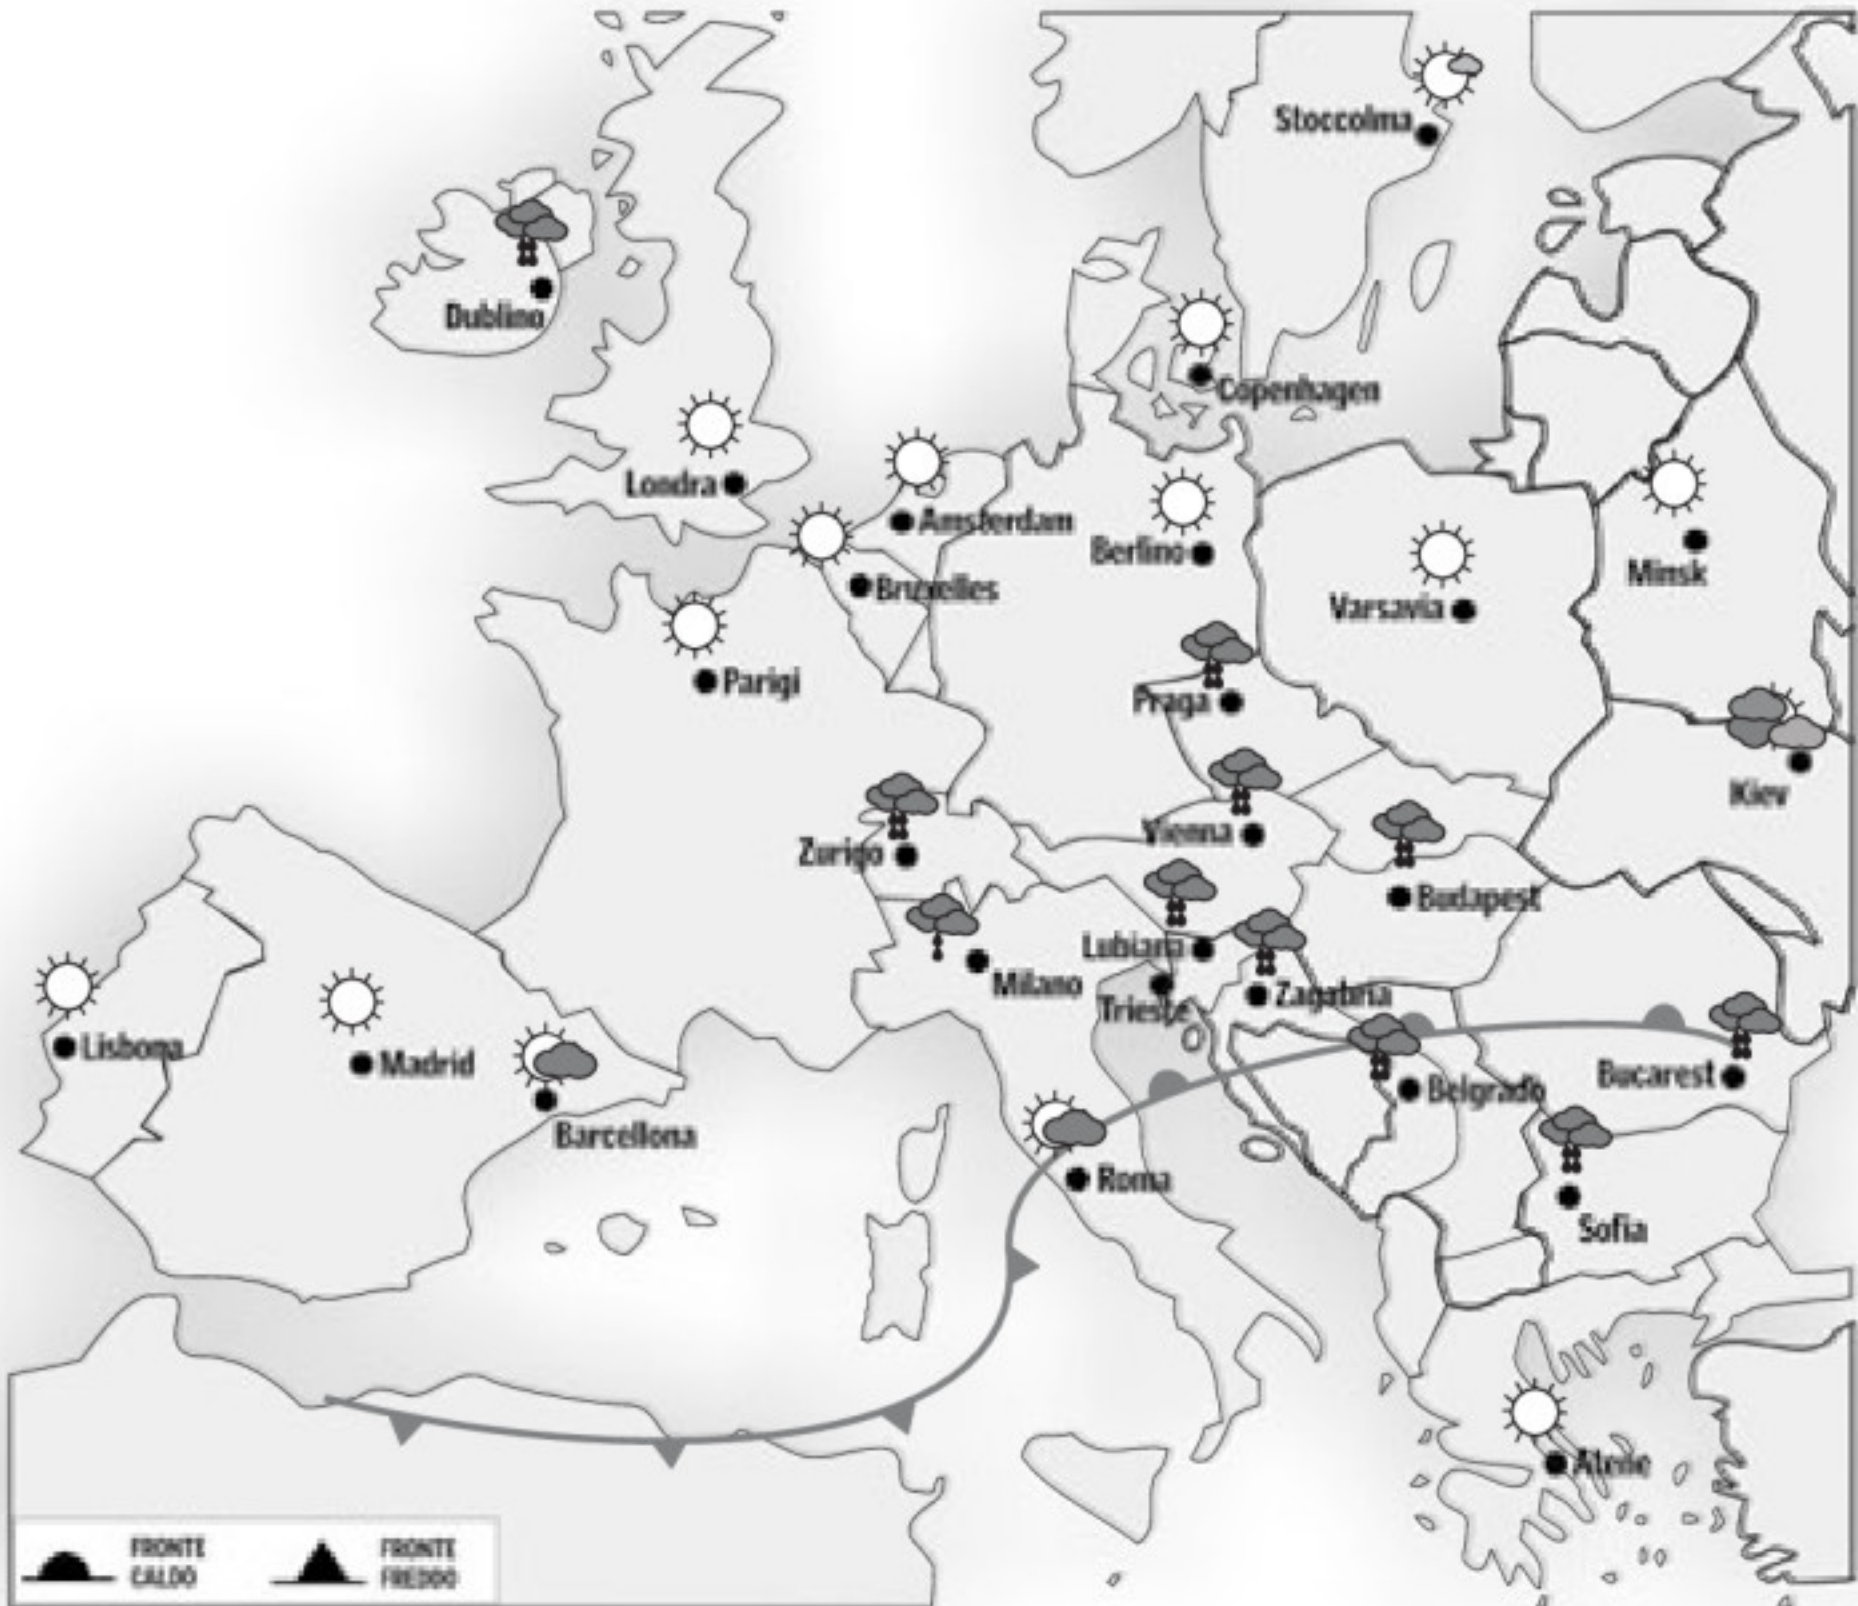 Stoccolma
Dublino
Copenhagen
Londra
Amsterdam
Berlino
Minsk
Bruxelles
Varsavia
Parigi
Praga
Kiev
Vienna
Zurigo
Budapest
Lubiana
Milano
Zagabria
Trieste
Lisbona
Madrid
Belgrado
Bucarest
Barcellona
Roma
Sofia
Atene
FRONTE
CALDO
FRONTE
FREDDO